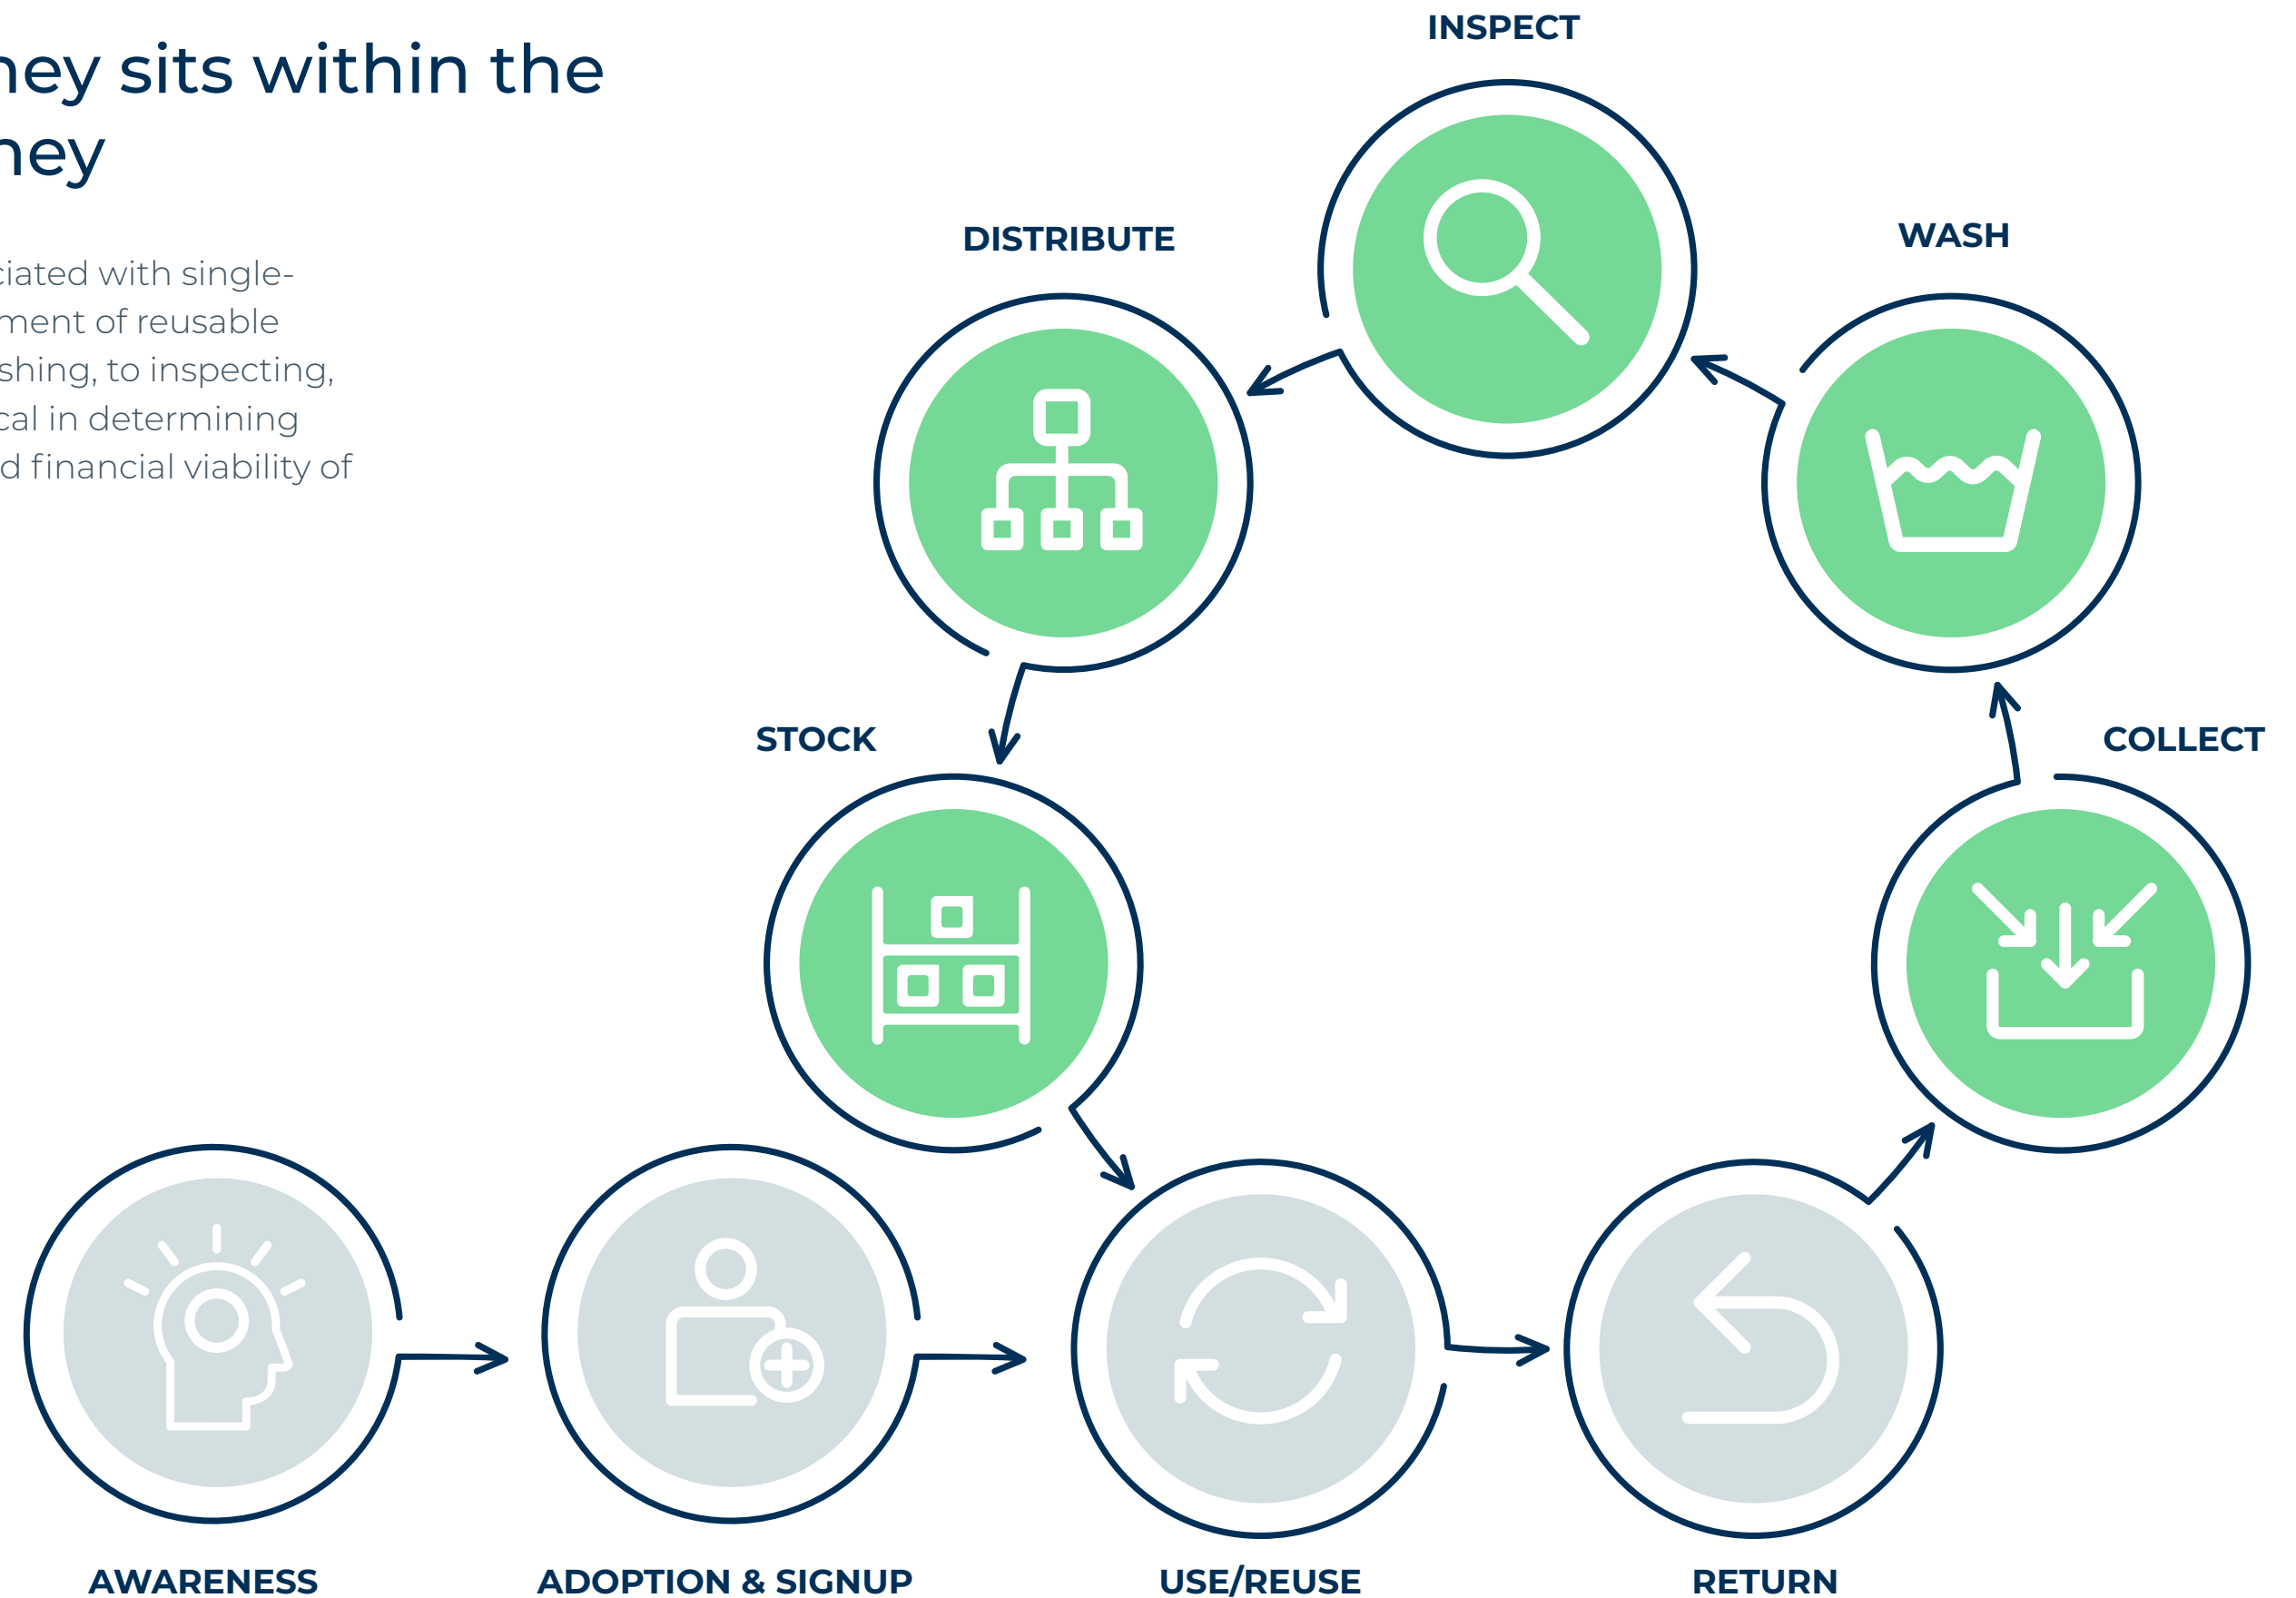 ney sits within the
ney
ciated with single-
ment of reusable
shing, to inspecting,
cal in determining
d financial viability of
INSPECT
DISTRIBUTE
WASH
STOCK
COLLECT
AWARENESS
ADOPTION & SIGNUP
USE/REUSE
RETURN